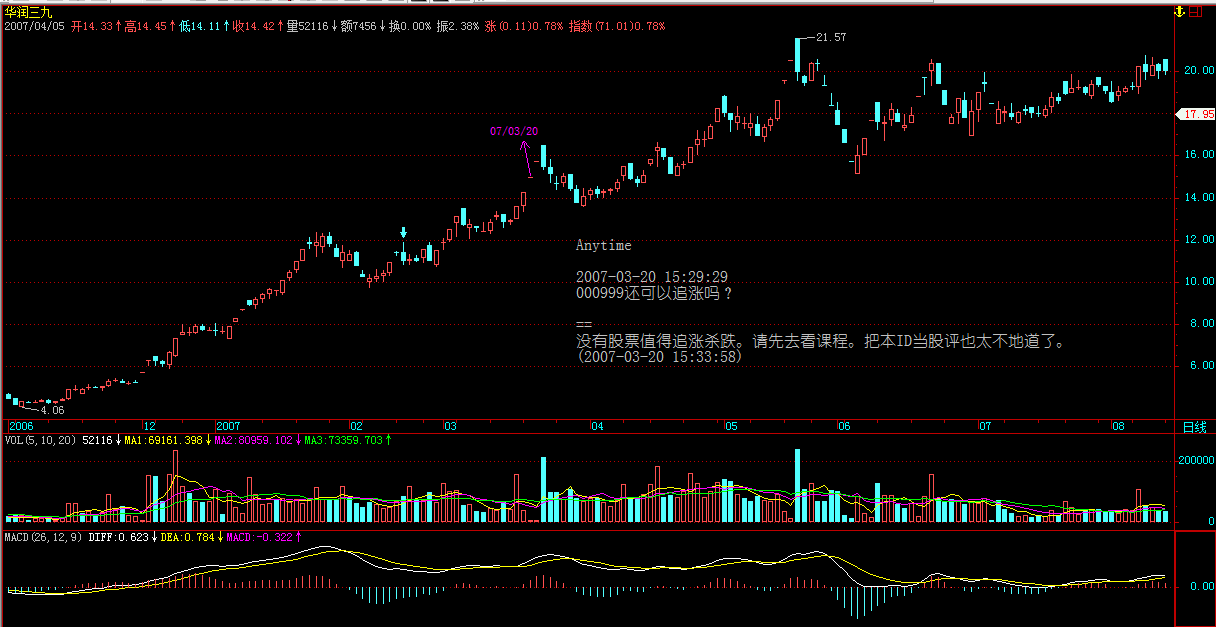 华润三九
2007/04/05 开14.33↑高14.45↑低14.11↑收14.42↑量52116↓额7456↓换0.00% 振2.38% 涨(0.11)0.78% 指数(71.01)0.78%
21.57
20.00
07/03/20
17.95
16.00
14.00
12.00
Anytime
2007-03-20 15:29:29
000999还可以追涨吗？
10.00
==
8.00
没有股票值得追涨杀跌。请先去看课程。把本ID当股评也太不地道了。
(2007-03-20 15:33:58)
6.00
4.06
2006 12 2007 02 03 04 05 06 07 08 日线
VOL(5,10,20) 52116↓MA1:69161.398↓MA2:80959.102↓MA3:73359.703↑
200000
0
MACD(26,12,9) DIFF:0.623↓DEA:0.784↓MACD:-0.322↑
0.00